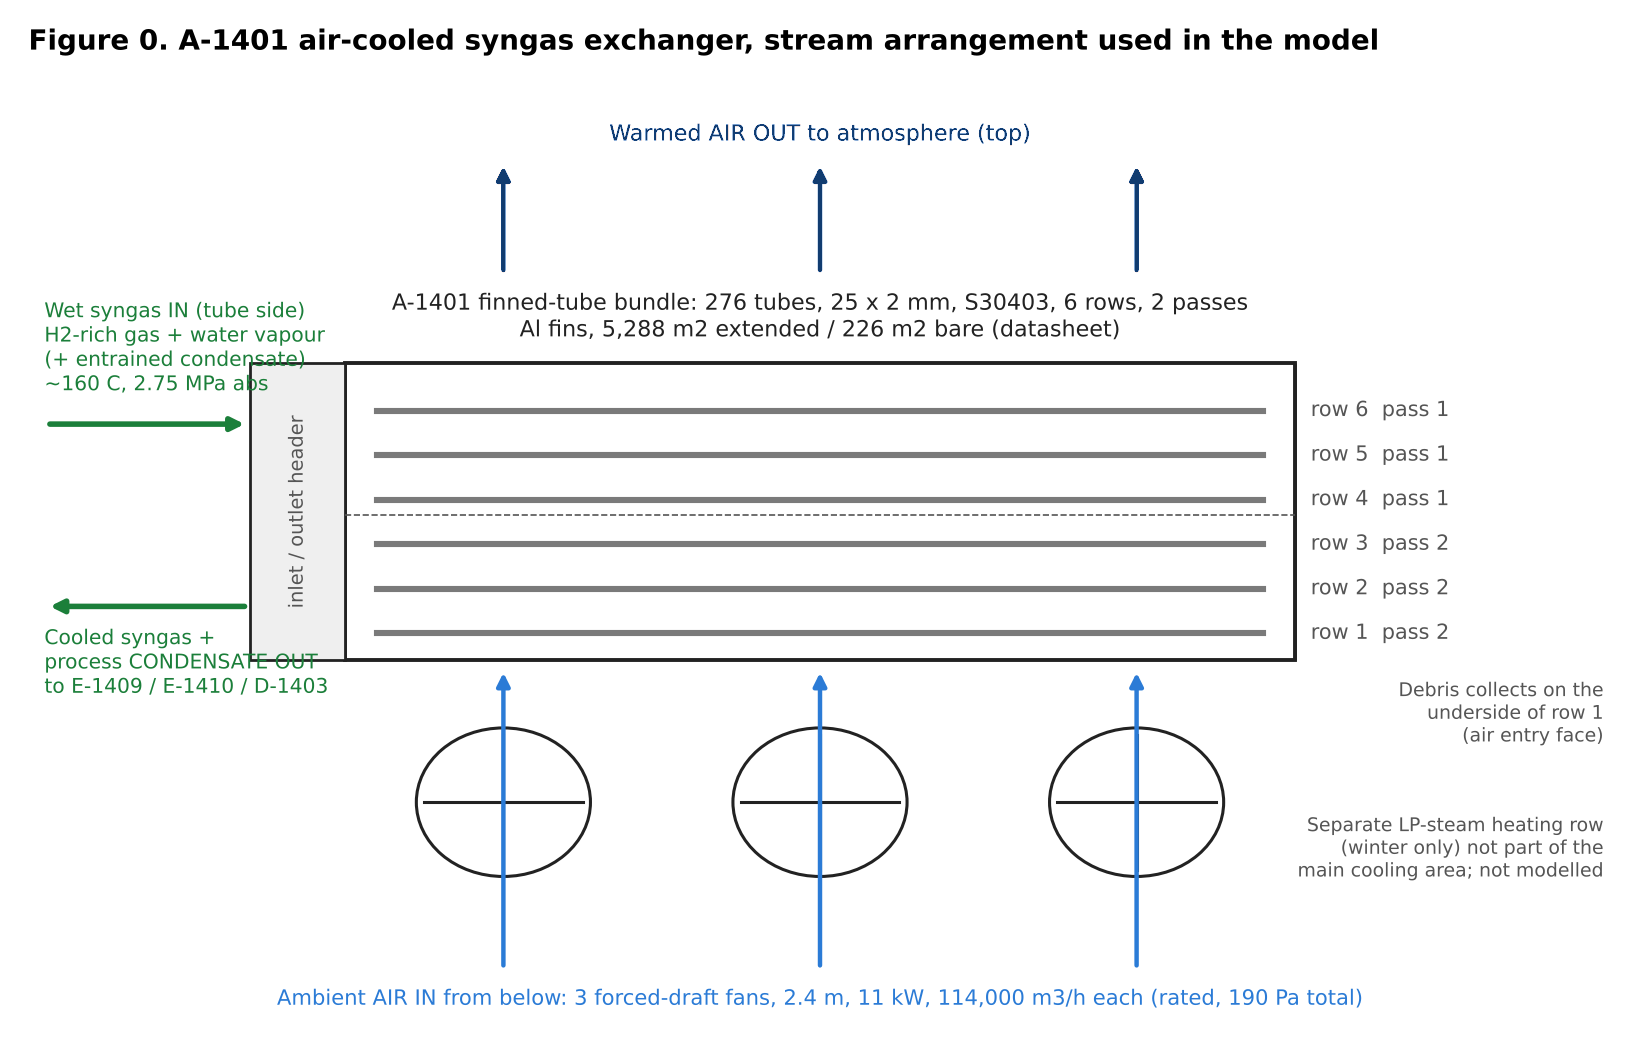 Figure 0. A-1401 air-cooled syngas exchanger, stream arrangement used in the model
Warmed AIR OUT to atmosphere (top)
A-1401 finned-tube bundle: 276 tubes, 25 x 2 mm, S30403, 6 rows, 2 passes
Al fins, 5,288 m2 extended / 226 m2 bare (datasheet)
Wet syngas IN (tube side)
H2-rich gas + water vapour
(+ entrained condensate)
~160 C, 2.75 MPa abs
inlet / outlet header
row 6 pass 1
row 5 pass 1
row 4 pass 1
row 3 pass 2
row 2 pass 2
row 1 pass 2
Cooled syngas +
process CONDENSATE OUT
to E-1409 / E-1410 / D-1403
Debris collects on the
underside of row 1
(air entry face)
Separate LP-steam heating row
(winter only) not part of the
main cooling area; not modelled
Ambient AIR IN from below: 3 forced-draft fans, 2.4 m, 11 kW, 114,000 m3/h each (rated, 190 Pa total)